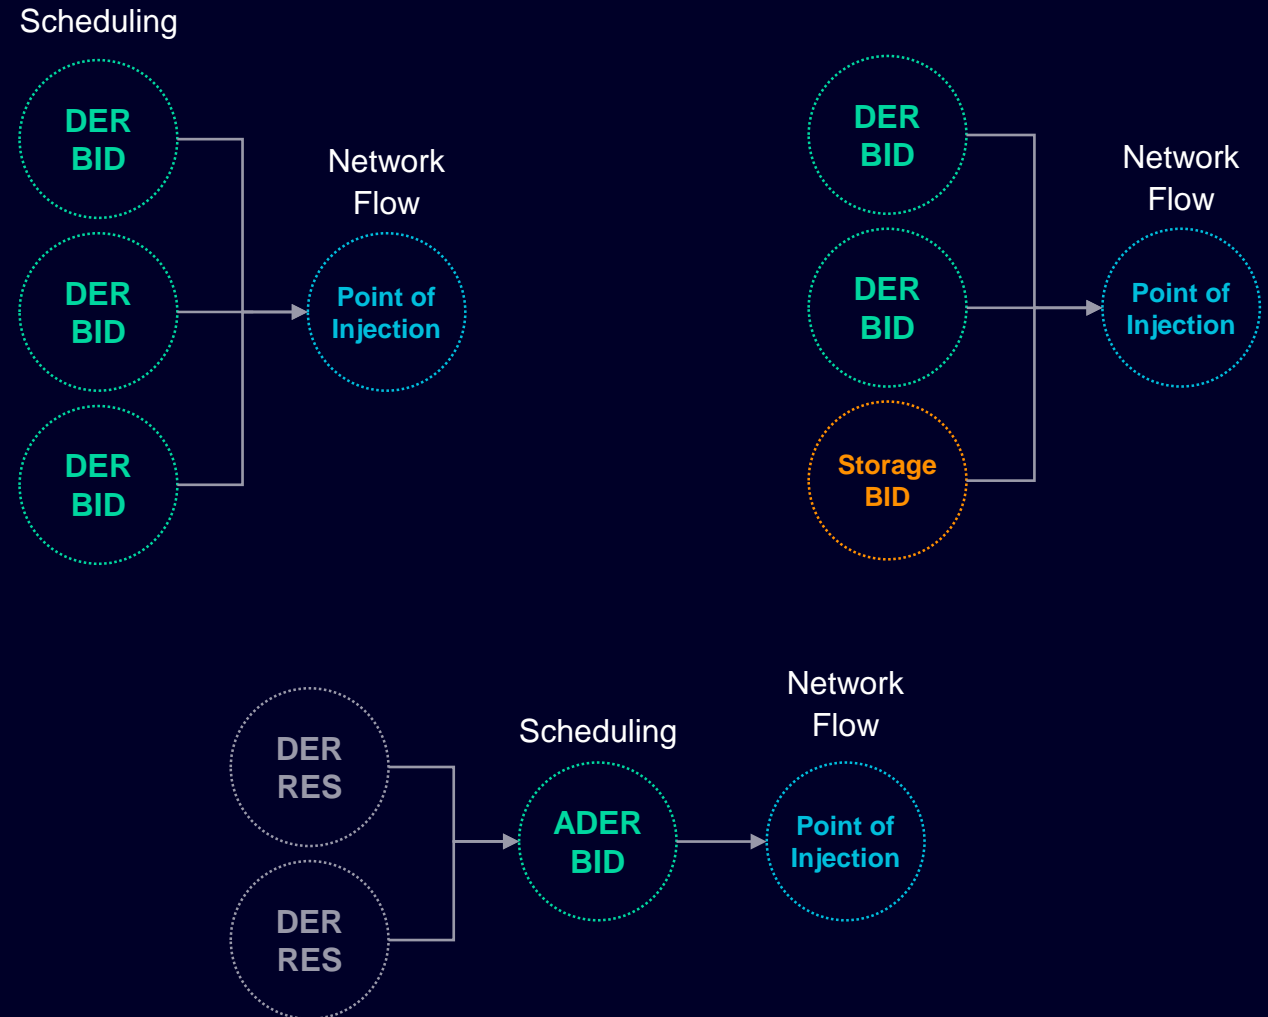 Scheduling
DER
BID
DER
BID
DER
BID
Network
Flow
Point of
Injection
DER
BID
DER
BID
Storage
BID
Network
Flow
Point of
Injection
DER
RES
DER
RES
Scheduling
ADER
BID
Network
Flow
Point of
Injection